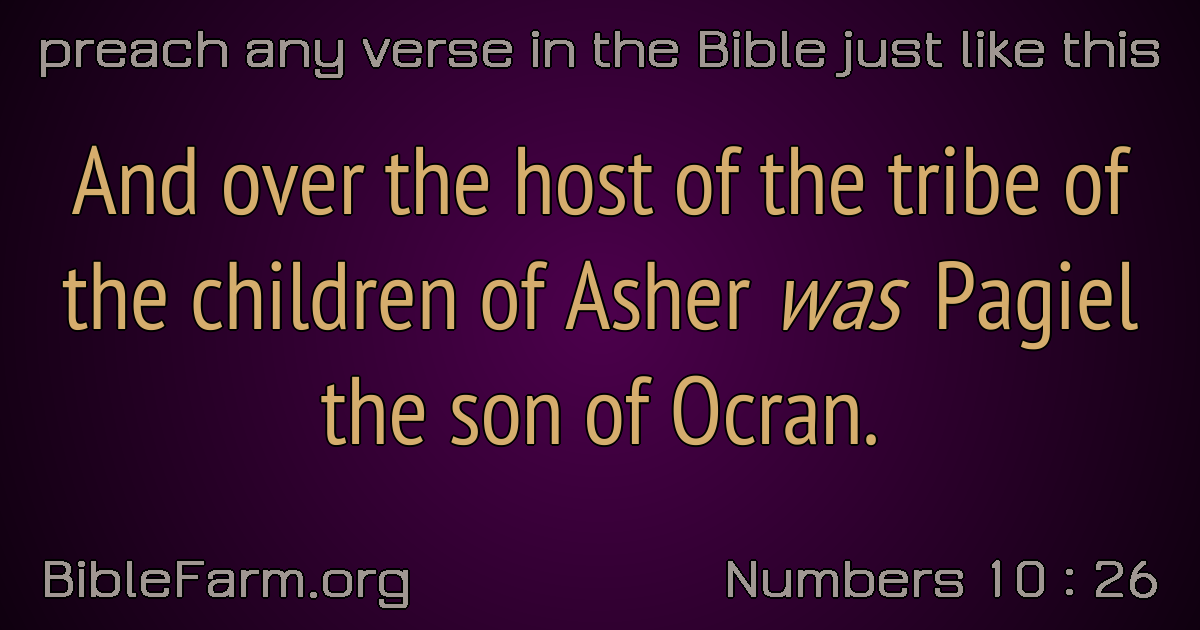 preach any verse in the Bible just like this
And over the host of the tribe of
the children of Asher was Pagiel
the son of Ocran.
BibleFarm.org
Numbers 10 : 26